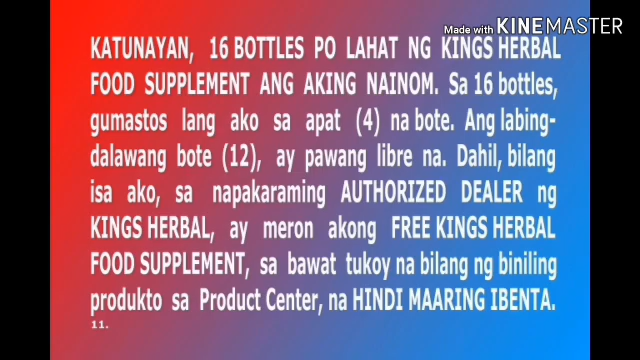 Made with KINEMASTER
KATUNAYAN, 16 BOTTLES PO LAHAT NG KINGS HERBAL
FOOD SUPPLEMENT ANG AKING NAINOM. Sa 16 bottles,
gumastos lang ako sa apat (4) na bote. Ang labing-
dalawang bote (12), ay pawang libre na. Dahil, bilang
isa ako, sa napakaraming AUTHORIZED DEALER ng
KINGS HERBAL, ay meron akong FREE KINGS HERBAL
FOOD SUPPLEMENT, sa bawat tukoy na bilang ng biniling
produkto sa Product Center, na HINDI MAARING IBENTA.
11.